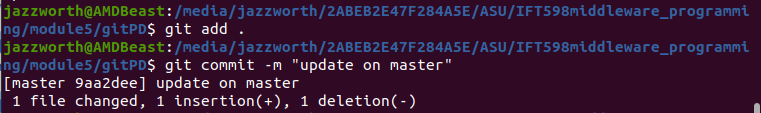 jazzworth@AMDBeast:/media/jazzworth/2ABEB2E47F284A5E/ASU/IFT598middleware_programmi
ng/module5/gitPD$ git add .
jazzworth@AMDBeast:/media/jazzworth/2ABEB2E47F284A5E/ASU/IFT598middleware_programmi
ng/module5/gitPD$ git commit -m "update on master"
[master 9aa2dee] update on master
 1 file changed, 1 insertion(+), 1 deletion(-)